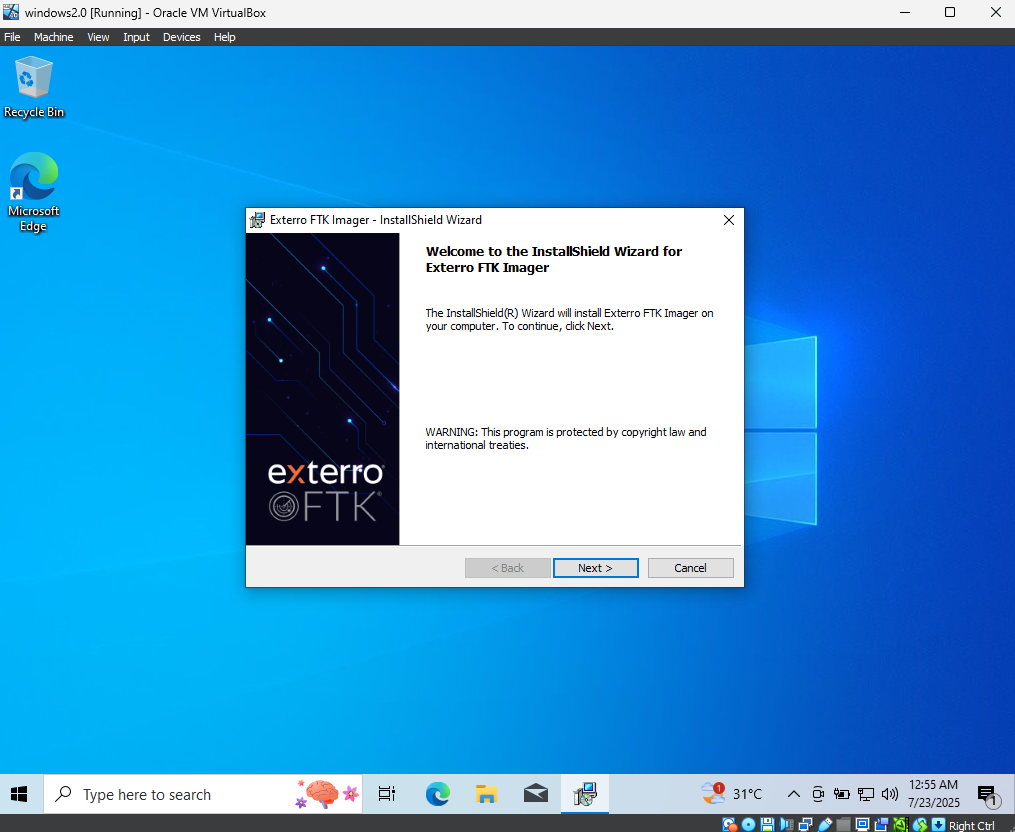 windows2.0 [Running] - Oracle VM VirtualBox
File Machine View Input Devices Help
Recycle Bin
Microsoft
Edge
Exterro FTK Imager - InstallShield Wizard
Welcome to the InstallShield Wizard for
Exterro FTK Imager
The InstallShield(R) Wizard will install Exterro FTK Imager on
your computer. To continue, click Next.
WARNING: This program is protected by copyright law and
international treaties.
exterro
FTK
< Back
Next >
Cancel
Type here to search
1
31°C
12:55 AM
7/23/2025
1
Right Ctrl